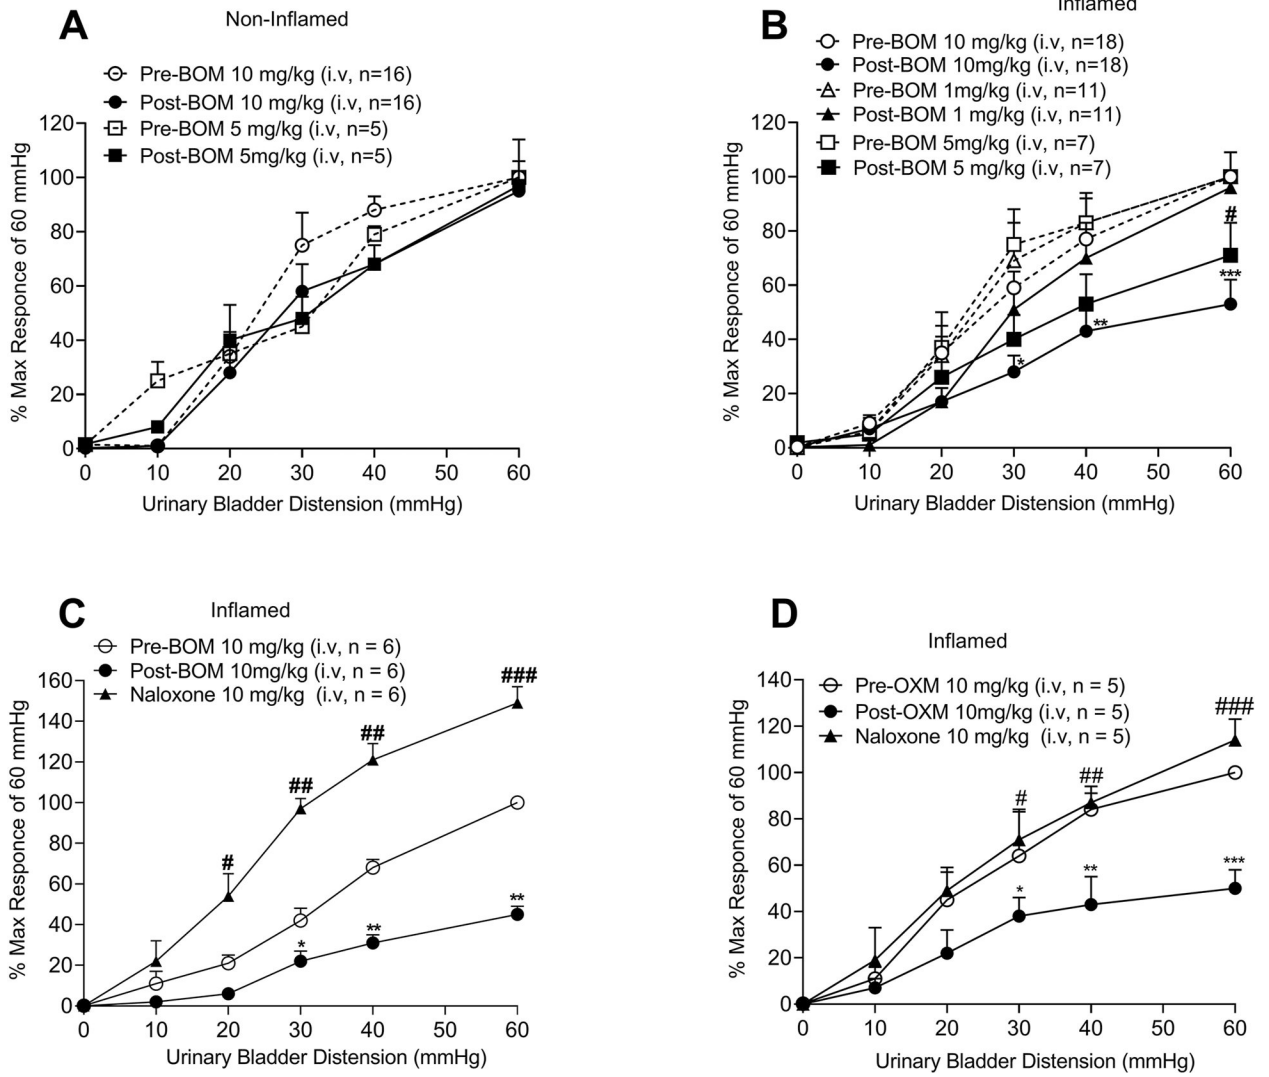 A
Non-Inflamed
Pre-BOM 10 mg/kg (i.v, n=16)
Post-BOM 10 mg/kg (i.v, n=16)
Pre-BOM 5 mg/kg (i.v, n=5)
Post-BOM 5mg/kg (i.v, n=5)
% Max Responce of 60 mmHg
120
100
80
60
40
20
0
0 10 20 30 40 50 60
Urinary Bladder Distension (mmHg)
B
Inflamed
Pre-BOM 10 mg/kg (i.v, n=18)
Post-BOM 10mg/kg (i.v, n=18)
Pre-BOM 1mg/kg (i.v, n=11)
Post-BOM 1 mg/kg (i.v, n=11)
Pre-BOM 5mg/kg (i.v, n=7)
Post-BOM 5 mg/kg (i.v, n=7)
% Max Responce of 60 mmHg
120
100
80
60
40
20
0
#
***
**
*
0 10 20 30 40 50 60
Urinary Bladder Distension (mmHg)
C
Inflamed
Pre-BOM 10 mg/kg (i.v, n = 6)
Post-BOM 10mg/kg (i.v, n = 6)
Naloxone 10 mg/kg (i.v, n = 6)
% Max Responce of 60 mmHg
160
140
120
100
80
60
40
20
0
###
##
##
#
**
**
*
0 10 20 30 40 50 60
Urinary Bladder Distension (mmHg)
D
Inflamed
Pre-OXM 10 mg/kg (i.v, n = 5)
Post-OXM 10mg/kg (i.v, n = 5)
Naloxone 10 mg/kg (i.v, n = 5)
% Max Responce of 60 mmHg
140
120
100
80
60
40
20
0
###
##
#
***
**
*
0 10 20 30 40 50 60
Urinary Bladder Distension (mmHg)